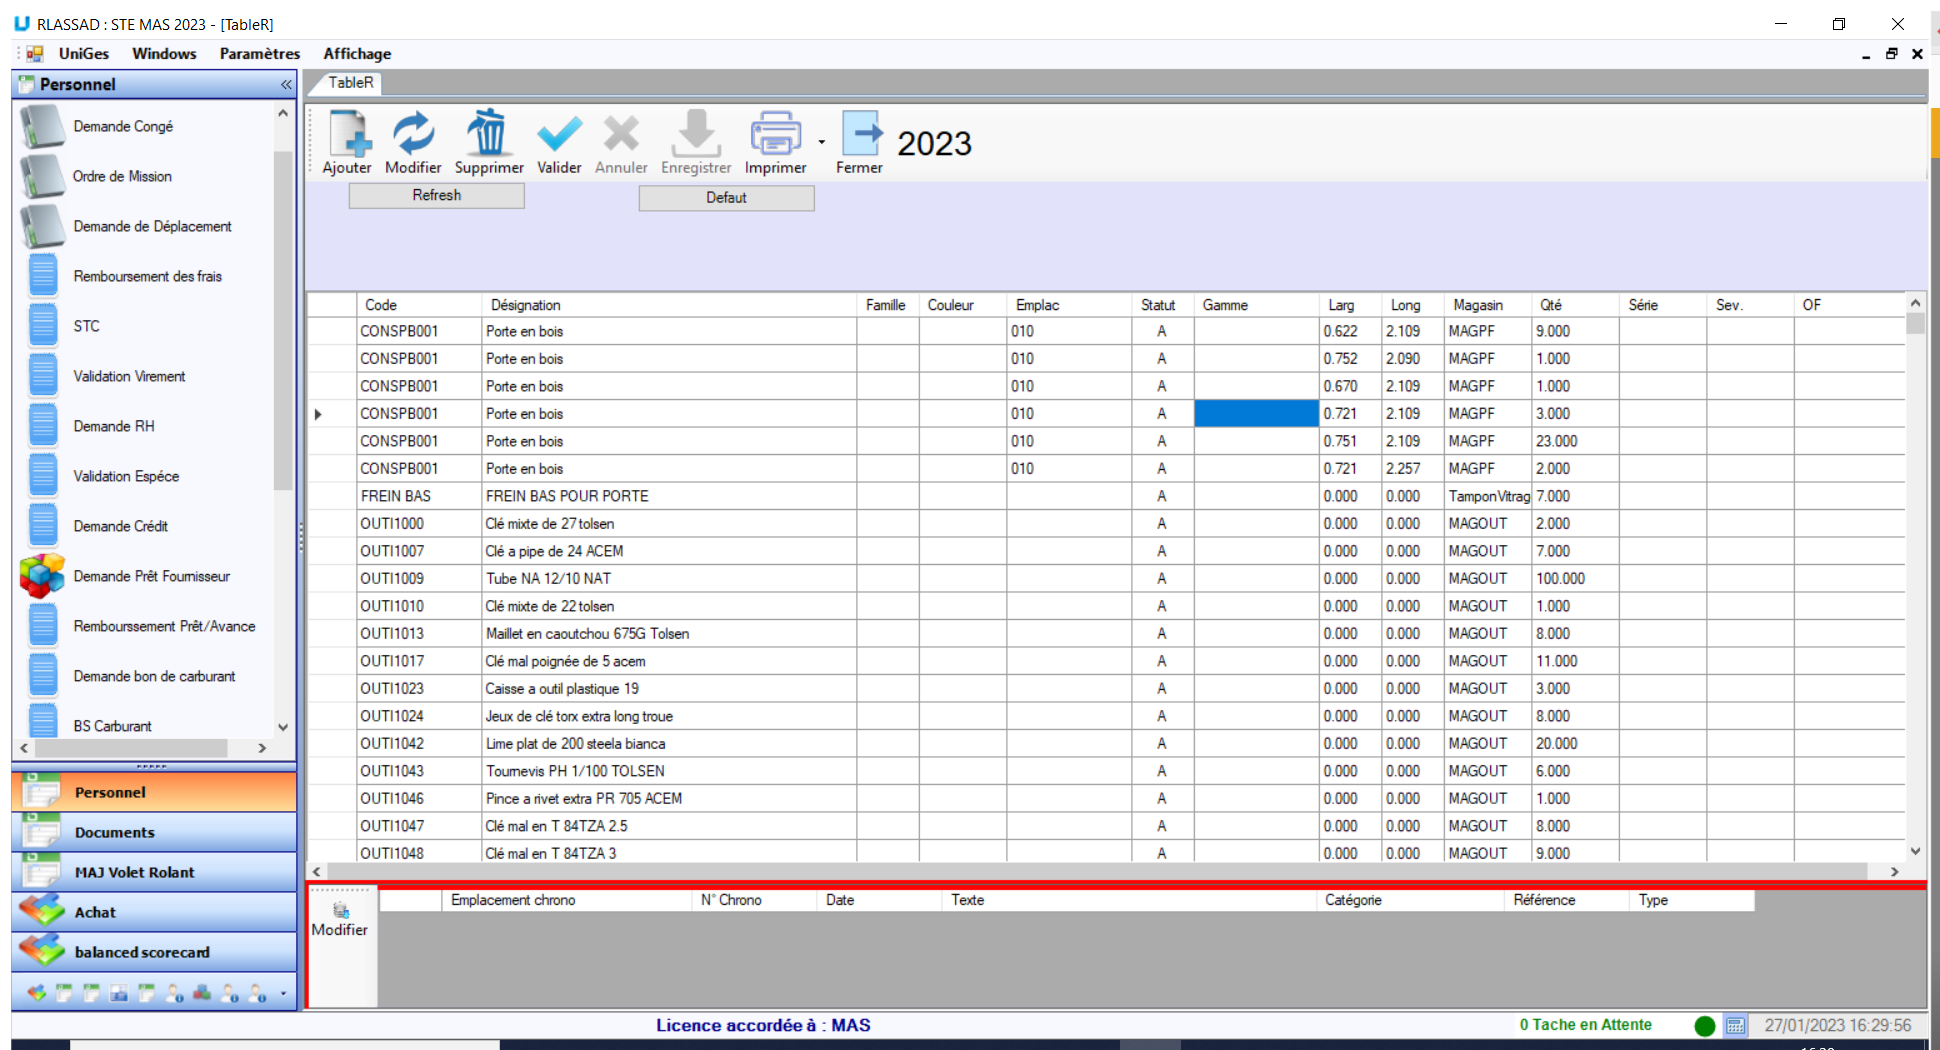 RLASSAD : STE MAS 2023 - [TableR]
UniGes Windows Paramètres Affichage
Personnel
TableR
Demande Congé
Ordre de Mission
Demande de Déplacement
Remboursement des frais
STC
Validation Virement
Demande RH
Validation Espéce
Demande Crédit
Demande Prêt Fournisseur
Rembourssement Prêt/Avance
Demande bon de carburant
BS Carburant
Personnel
Documents
MAJ Volet Rolant
Achat
balanced scorecard
Ajouter Modifier Supprimer Valider Annuler Enregistrer Imprimer Fermer 2023
Refresh Defaut
Code Désignation Famille Couleur Emplac Statut Gamme Larg Long Magasin Qté Série Sev. OF
CONSPB001 Porte en bois 010 A 0.622 2.109 MAGPF 9.000
CONSPB001 Porte en bois 010 A 0.752 2.090 MAGPF 1.000
CONSPB001 Porte en bois 010 A 0.670 2.109 MAGPF 1.000
CONSPB001 Porte en bois 010 A 0.721 2.109 MAGPF 3.000
CONSPB001 Porte en bois 010 A 0.751 2.109 MAGPF 23.000
CONSPB001 Porte en bois 010 A 0.721 2.257 MAGPF 2.000
FREIN BAS FREIN BAS POUR PORTE A 0.000 0.000 TamponVitrag 7.000
OUTI1000 Clé mixte de 27 tolsen A 0.000 0.000 MAGOUT 2.000
OUTI1007 Clé a pipe de 24 ACEM A 0.000 0.000 MAGOUT 7.000
OUTI1009 Tube NA 12/10 NAT A 0.000 0.000 MAGOUT 100.000
OUTI1010 Clé mixte de 22 tolsen A 0.000 0.000 MAGOUT 1.000
OUTI1013 Maillet en caoutchou 675G Tolsen A 0.000 0.000 MAGOUT 8.000
OUTI1017 Clé mal poignée de 5 acem A 0.000 0.000 MAGOUT 11.000
OUTI1023 Caisse a outil plastique 19 A 0.000 0.000 MAGOUT 3.000
OUTI1024 Jeux de clé torx extra long troue A 0.000 0.000 MAGOUT 8.000
OUTI1042 Lime plat de 200 steela bianca A 0.000 0.000 MAGOUT 20.000
OUTI1043 Tournevis PH 1/100 TOLSEN A 0.000 0.000 MAGOUT 6.000
OUTI1046 Pince a rivet extra PR 705 ACEM A 0.000 0.000 MAGOUT 1.000
OUTI1047 Clé mal en T 84TZA 2.5 A 0.000 0.000 MAGOUT 8.000
OUTI1048 Clé mal en T 84TZA 3 A 0.000 0.000 MAGOUT 9.000
Modifier
Emplacement chrono N° Chrono Date Texte Catégorie Référence Type
Licence accordée à : MAS 0 Tache en Attente 27/01/2023 16:29:56